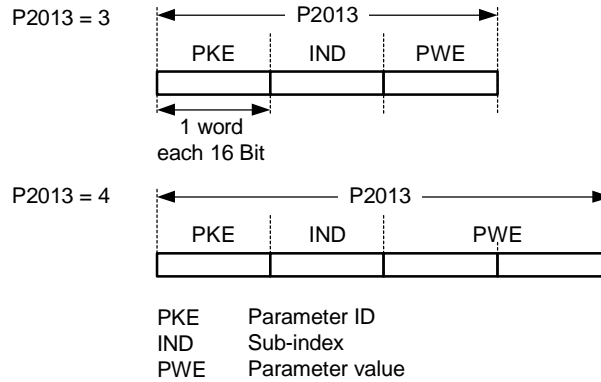 P2013 = 3 P2013
PKE IND PWE
1 word
each 16 Bit
P2013 = 4 P2013
PKE IND PWE
PKE Parameter ID
IND Sub-index
PWE Parameter value